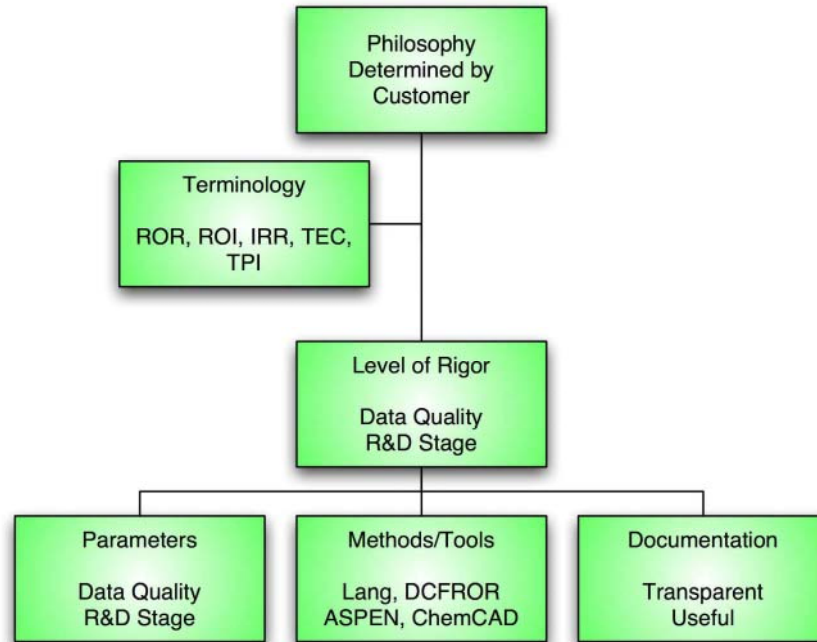 Philosophy
Determined by
Customer
Terminology
ROR, ROI, IRR, TEC,
TPI
Level of Rigor
Data Quality
R&D Stage
Parameters
Data Quality
R&D Stage
Methods/Tools
Lang, DCFROR
ASPEN, ChemCAD
Documentation
Transparent
Useful